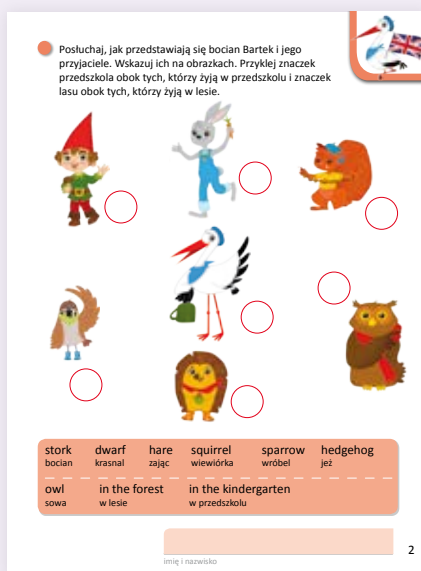 Posłuchaj, jak przedstawiają się bocian Bartek i jego
przyjaciele. Wskazuj ich na obrazkach. Przyklej znaczek
przedszkola obok tych, którzy żyją w przedszkolu i znaczek
lasu obok tych, którzy żyją w lesie.
stork dwarf hare squirrel sparrow hedgehog
bocian krasnal zając wiewiórka wróbel jeż
owl in the forest in the kindergarten
sowa w lesie w przedszkolu
imię i nazwisko
2